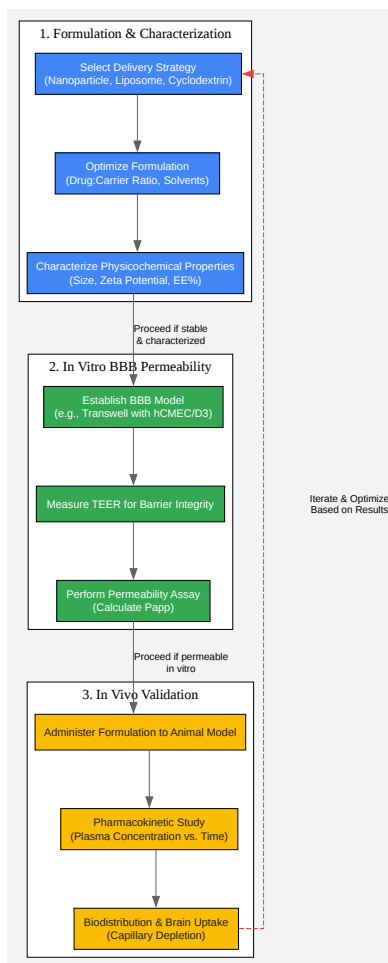 1. Formulation & Characterization
Select Delivery Strategy
(Nanoparticle, Liposome, Cyclodextrin)
Optimize Formulation
(Drug:Carrier Ratio, Solvents)
Characterize Physicochemical Properties
(Size, Zeta Potential, EE%)
Proceed if stable
& characterized
2. In Vitro BBB Permeability
Establish BBB Model
(e.g., Transwell with hCMEC/D3)
Measure TEER for Barrier Integrity
Iterate & Optimize
Based on Results
Perform Permeability Assay
(Calculate Papp)
Proceed if permeable
in vitro
3. In Vivo Validation
Administer Formulation to Animal Model
Pharmacokinetic Study
(Plasma Concentration vs. Time)
Biodistribution & Brain Uptake
(Capillary Depletion)